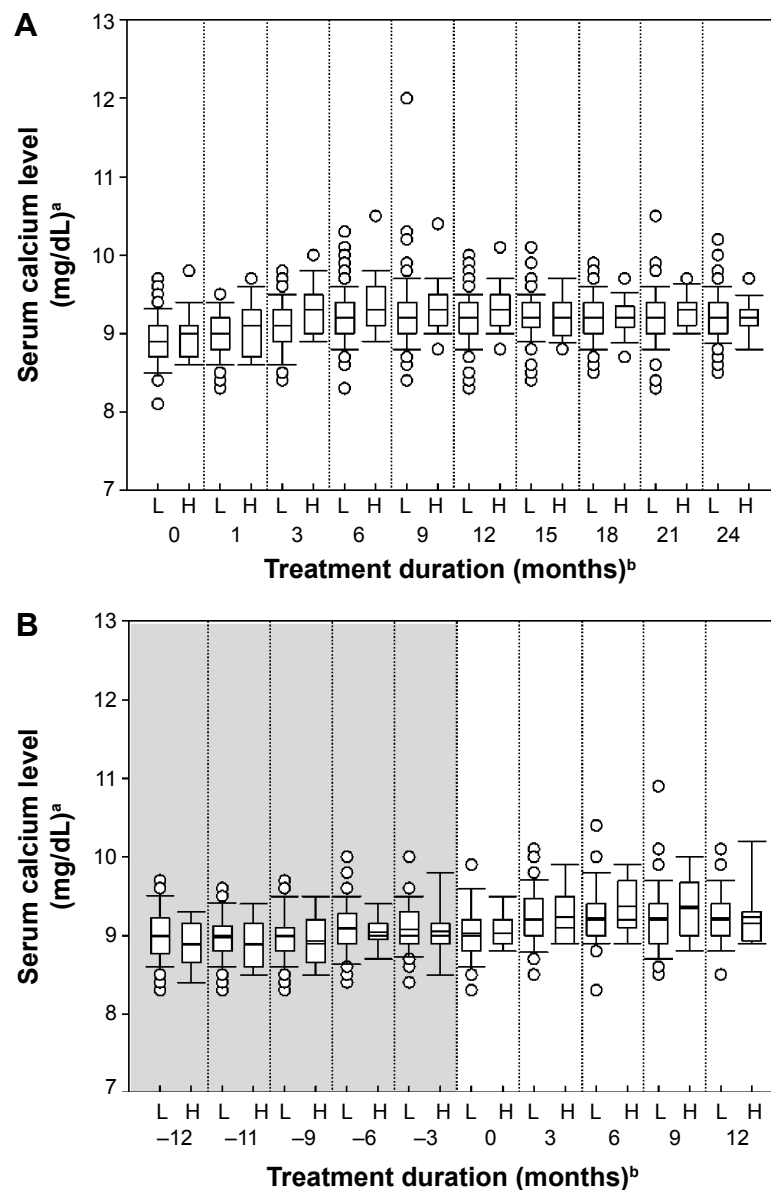 A
Serum calcium level
(mg/dL)ᵃ
13
12
11
10
9
8
7
L H L H L H L H L H L H L H L H L H L H
0 1 3 6 9 12 15 18 21 24
Treatment duration (months)ᵇ
B
Serum calcium level
(mg/dL)ᵃ
13
12
11
10
9
8
7
L H L H L H L H L H L H L H L H L H L H
–12 –11 –9 –6 –3 0 3 6 9 12
Treatment duration (months)ᵇ